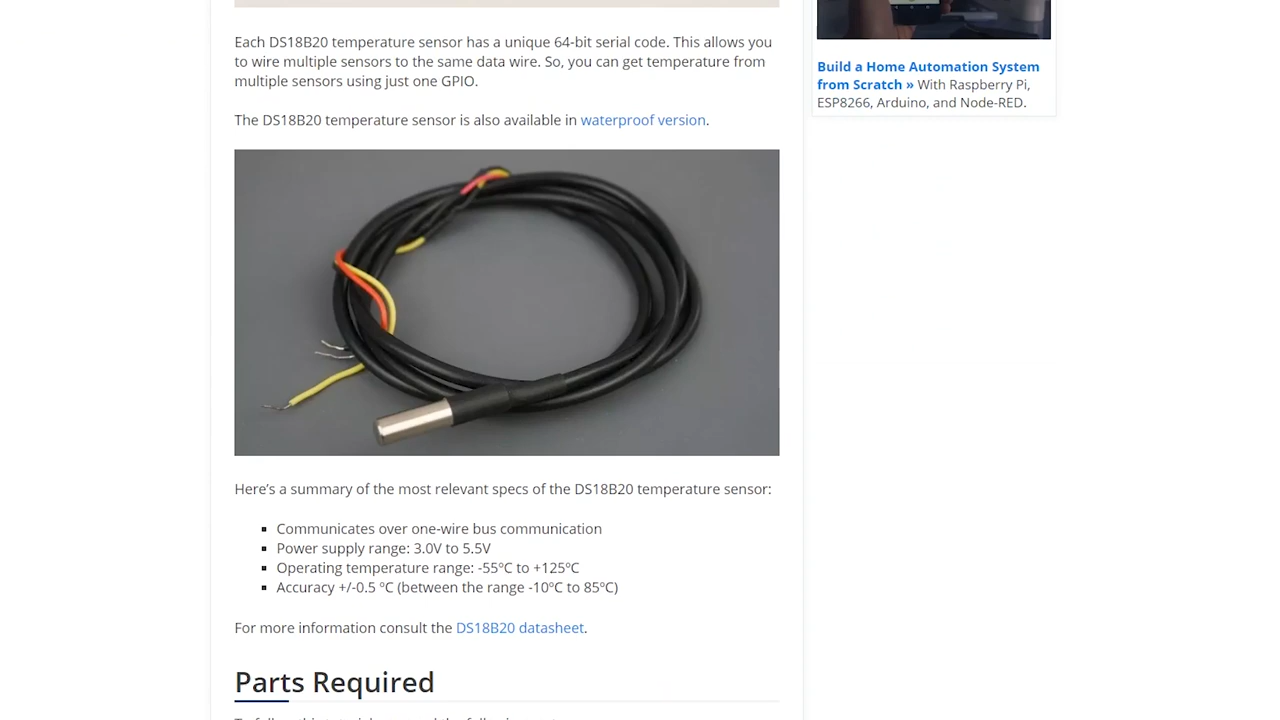 Each DS18B20 temperature sensor has a unique 64-bit serial code. This allows you
to wire multiple sensors to the same data wire. So, you can get temperature from
multiple sensors using just one GPIO.
The DS18B20 temperature sensor is also available in waterproof version.
Here’s a summary of the most relevant specs of the DS18B20 temperature sensor:
Communicates over one-wire bus communication
Power supply range: 3.0V to 5.5V
Operating temperature range: -55ºC to +125ºC
Accuracy +/-0.5 ºC (between the range -10ºC to 85ºC)
For more information consult the DS18B20 datasheet.
Parts Required
Build a Home Automation System
from Scratch » With Raspberry Pi,
ESP8266, Arduino, and Node-RED.